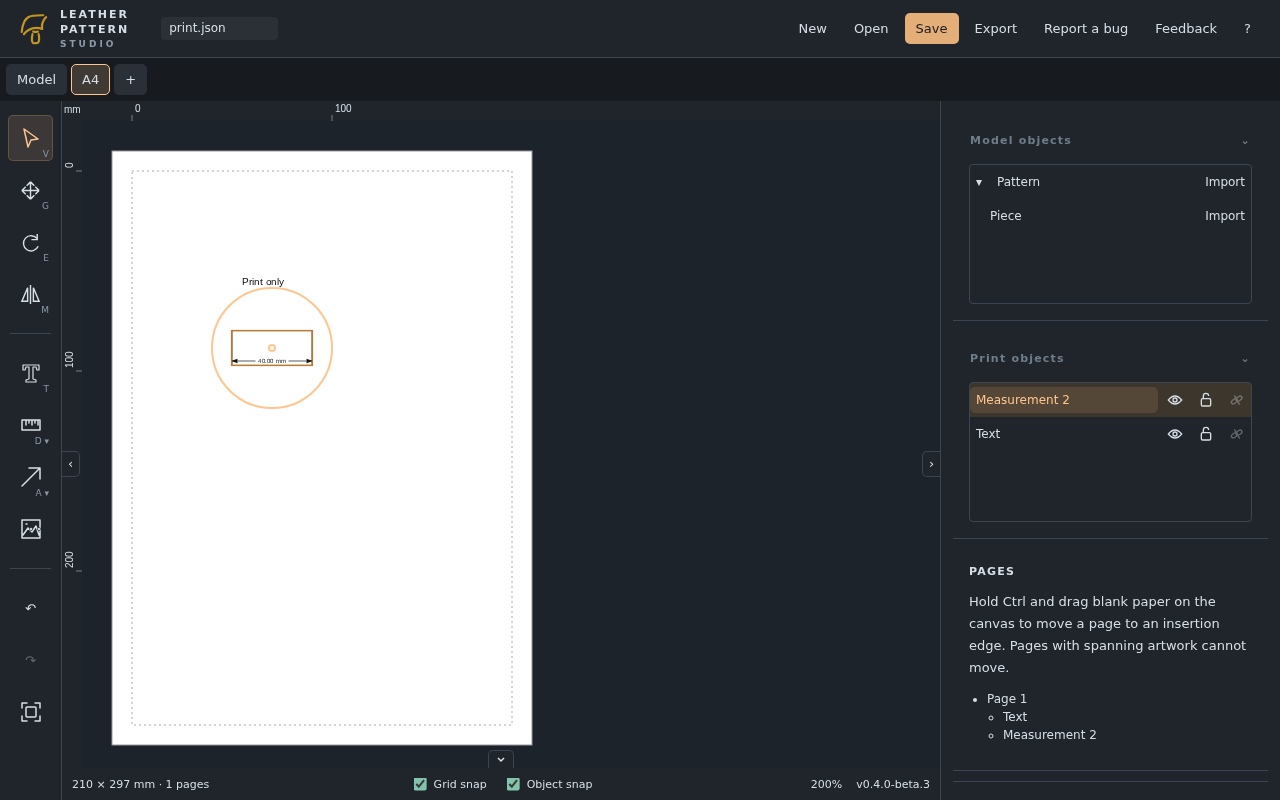 LEATHER
PATTERN
STUDIO
print.json
New
Open
Save
Export
Report a bug
Feedback
?
Model
A4
+
mm
0
100
0
100
200
V
G
E
M
T
D ▾
A ▾
Print only
40.00 mm
Model objects
▾ Pattern Import
Piece Import
Print objects
Measurement 2
Text
PAGES
Hold Ctrl and drag blank paper on the
canvas to move a page to an insertion
edge. Pages with spanning artwork cannot
move.
• Page 1
◦ Text
◦ Measurement 2
210 × 297 mm · 1 pages
Grid snap
Object snap
200%
v0.4.0-beta.3